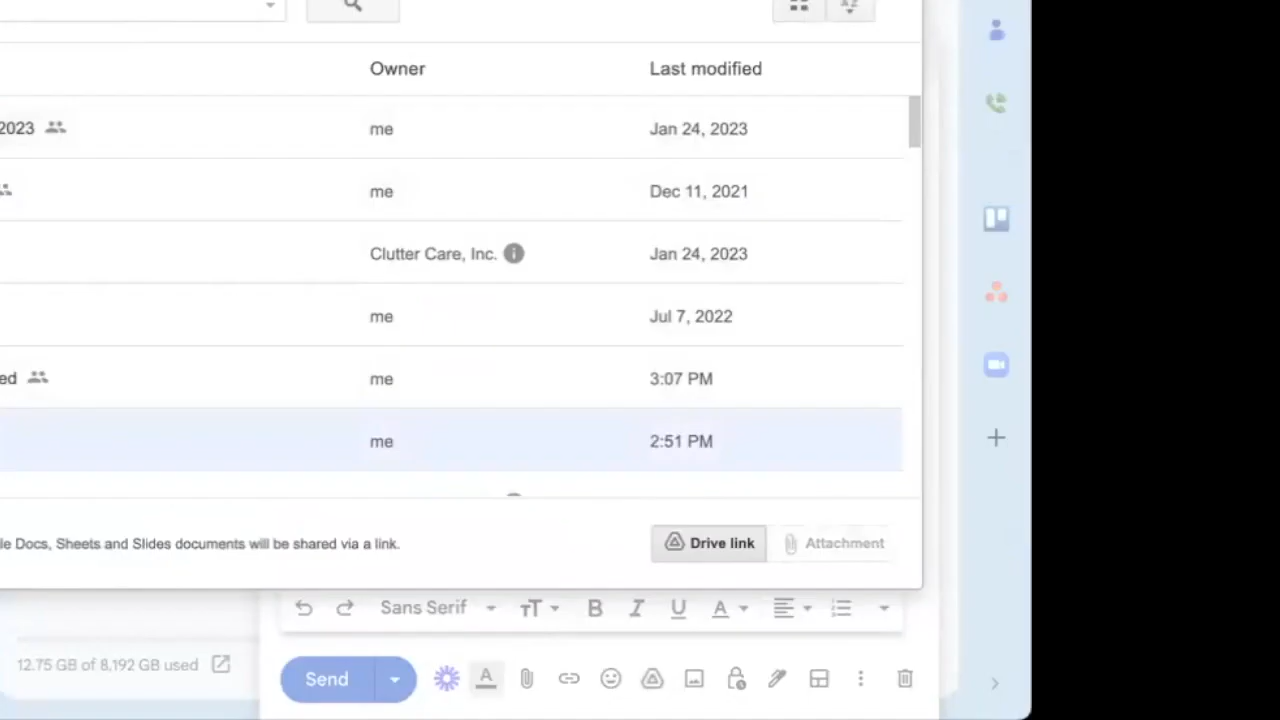 Owner Last modified
2023 me Jan 24, 2023
me Dec 11, 2021
Clutter Care, Inc. Jan 24, 2023
me Jul 7, 2022
ed me 3:07 PM
me 2:51 PM
le Docs, Sheets and Slides documents will be shared via a link. Drive link Attachment
Sans Serif
12.75 GB of 8,192 GB used
Send